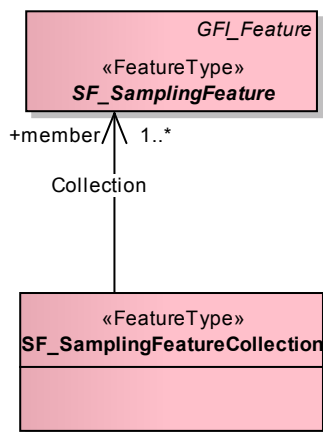 GFI_Feature
«FeatureType»
SF_SamplingFeature
+member 1..*
Collection
«FeatureType»
SF_SamplingFeatureCollection